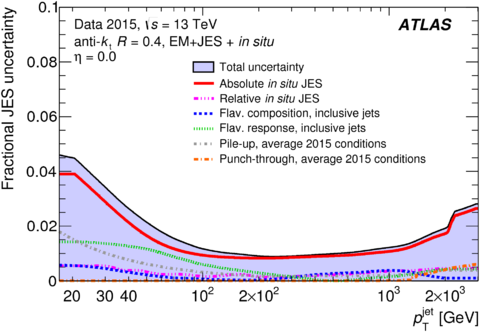 0.1
Data 2015, √s = 13 TeV
ATLAS
anti-kt R = 0.4, EM+JES + in situ
η = 0.0
0.08
Total uncertainty
Absolute in situ JES
Relative in situ JES
Flav. composition, inclusive jets
0.06
Flav. response, inclusive jets
Pile-up, average 2015 conditions
Punch-through, average 2015 conditions
0.04
0.02
0
Fractional JES uncertainty
20 30 40 10² 2×10² 10³ 2×10³
pTjet [GeV]